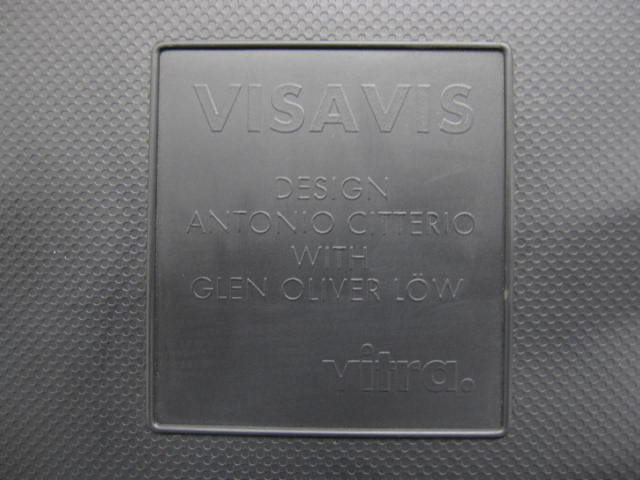 VISAVIS
DESIGN
ANTONIO CITTERIO
WITH
GLEN OLIVER LÖW
vitra.